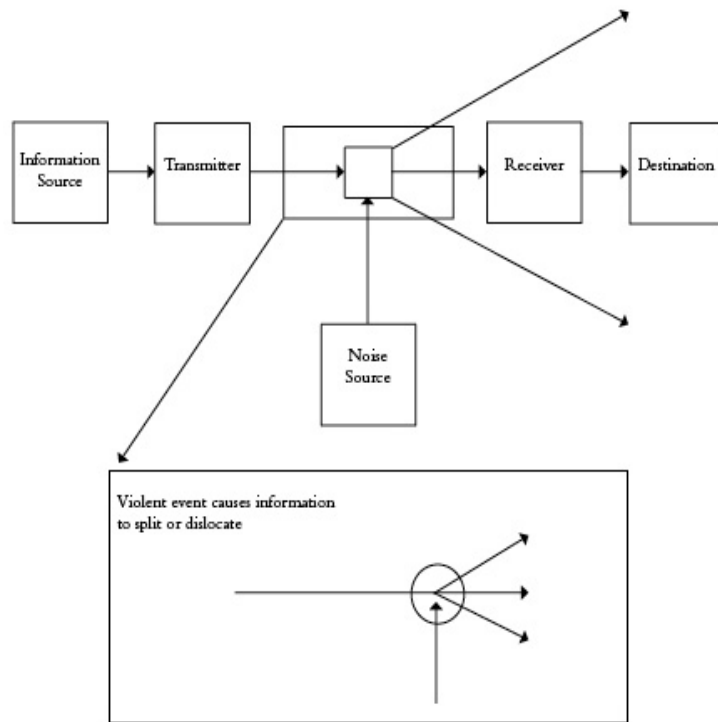 Information
Source
Transmitter
Receiver
Destination
Noise
Source
Violent event causes information
to split or dislocate